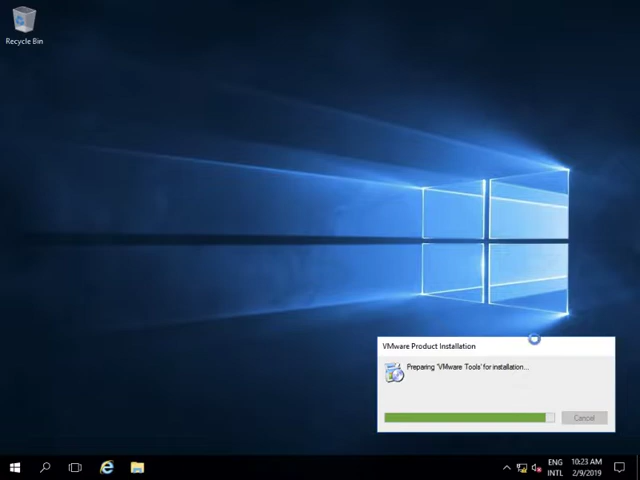 Recycle Bin
VMware Product Installation
Preparing 'VMware Tools' for installation...
Cancel
ENG
INTL
10:23 AM
2/9/2019